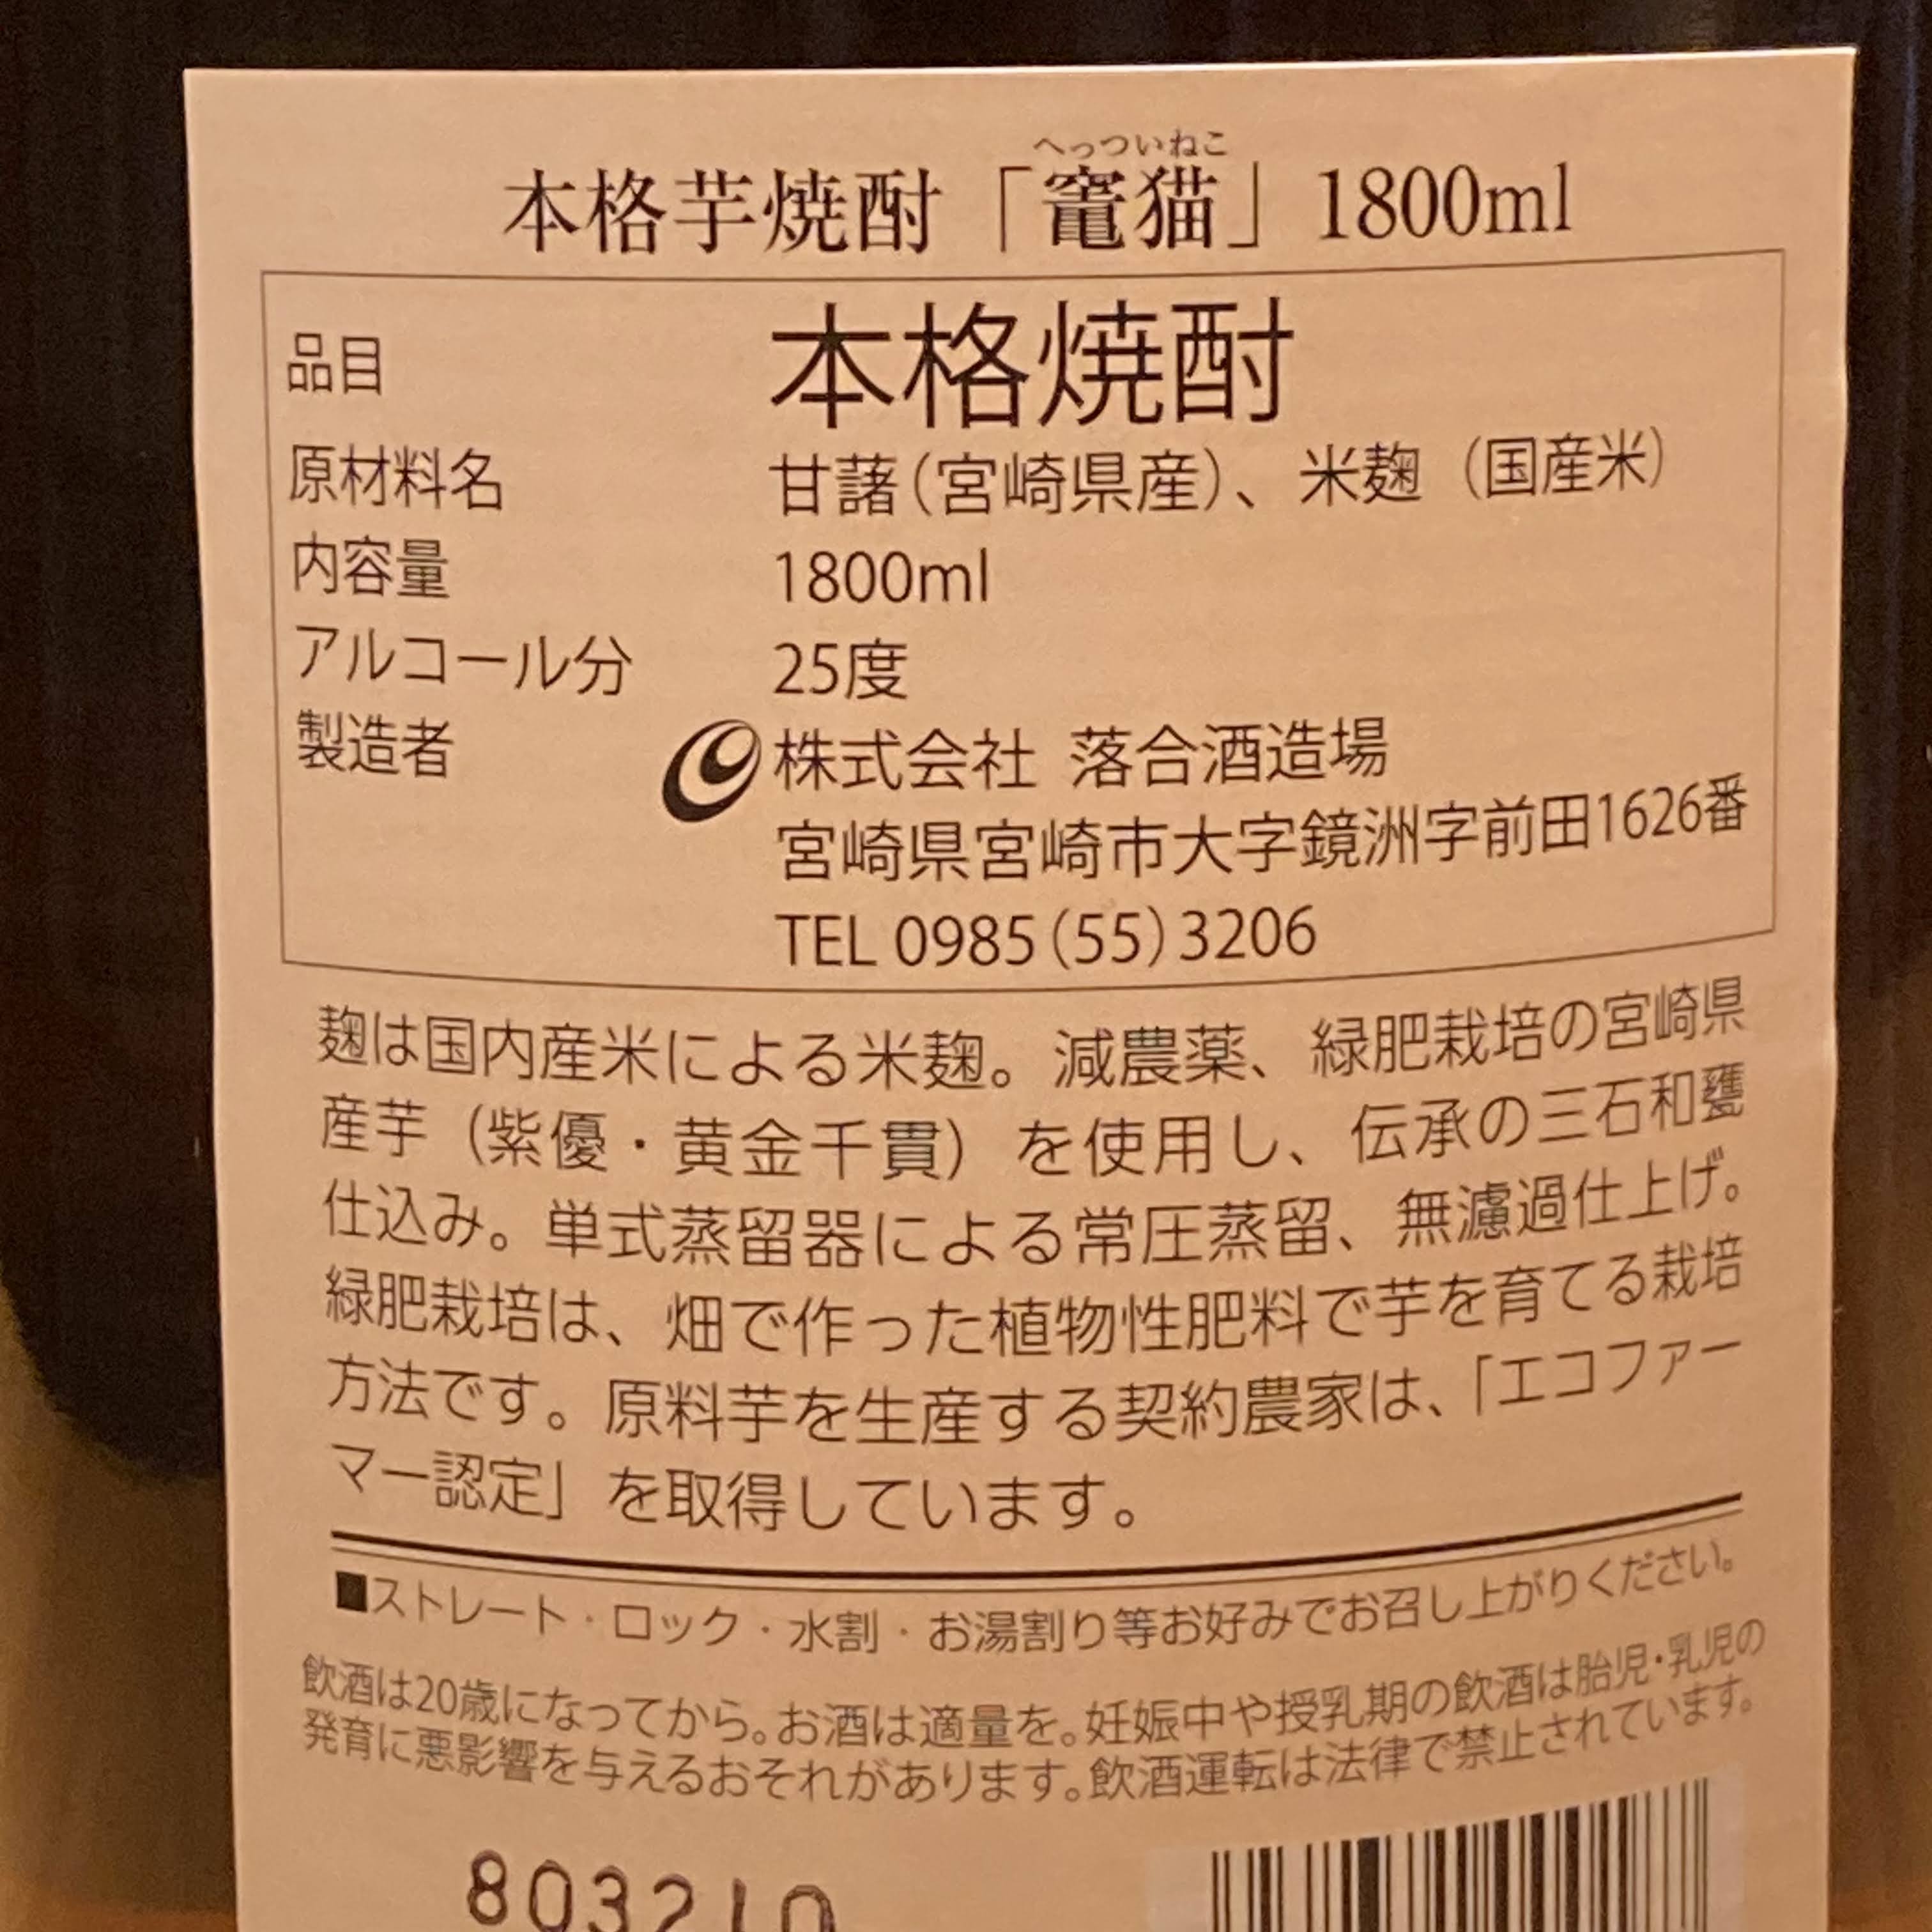 へっついねこ
本格芋焼酎「竈猫」1800ml
品目 本格焼酎
原材料名 甘藷(宮崎県産)、米麹(国産米)
内容量 1800ml
アルコール分 25度
製造者 株式会社 落合酒造場
宮崎県宮崎市大字鏡洲字前田1626番
TEL 0985(55)3206
麹は国内産米による米麹。減農薬、緑肥栽培の宮崎県
産芋(紫優・黄金千貫)を使用し、伝承の三石和甕
仕込み。単式蒸留器による常圧蒸留、無濾過仕上げ。
緑肥栽培は、畑で作った植物性肥料で芋を育てる栽培
方法です。原料芋を生産する契約農家は、「エコファー
マー認定」を取得しています。
■ストレート・ロック・水割・お湯割り等お好みでお召し上がりください。
飲酒は20歳になってから。お酒は適量を。妊娠中や授乳期の飲酒は胎児・乳児の
発育に悪影響を与えるおそれがあります。飲酒運転は法律で禁止されています。
803210